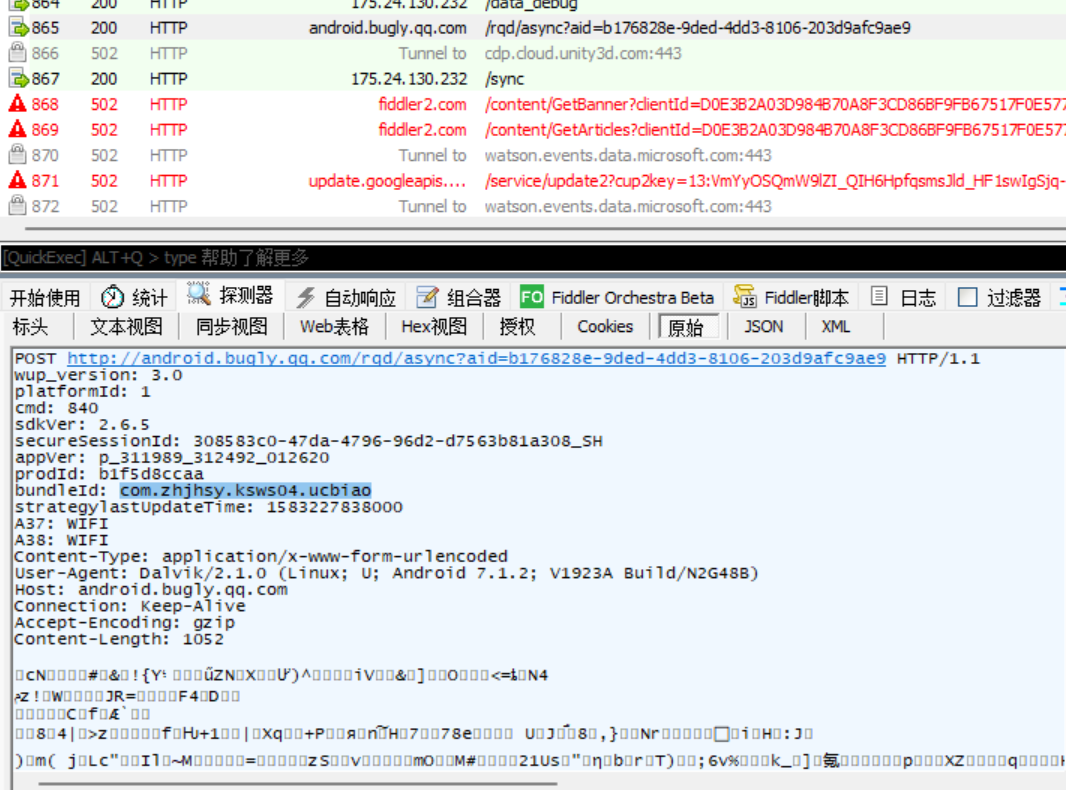 864 200 HTTP 175.24.130.232 /data_debug
865 200 HTTP android.bugly.qq.com /rqd/async?aid=b176828e-9ded-4dd3-8106-203d9afc9ae9
866 502 HTTP Tunnel to cdp.cloud.unity3d.com:443
867 200 HTTP 175.24.130.232 /sync
868 502 HTTP fiddler2.com /content/GetBanner?clientId=D0E3B2A03D984B70A8F3CD86BF9FB67517F0E577
869 502 HTTP fiddler2.com /content/GetArticles?clientId=D0E3B2A03D984B70A8F3CD86BF9FB67517F0E577
870 502 HTTP Tunnel to watson.events.data.microsoft.com:443
871 502 HTTP update.googleapis.... /service/update2?cup2key=13:VmYyOSQmW9lZI_QIH6HpfqsmsJld_HF1swIgSjq-
872 502 HTTP Tunnel to watson.events.data.microsoft.com:443
[QuickExec] ALT+Q > type 帮助了解更多
开始使用 统计 探测器 自动响应 组合器 FO Fiddler Orchestra Beta Fiddler脚本 日志 过滤器
标头 文本视图 同步视图 Web表格 Hex视图 授权 Cookies 原始 JSON XML
POST http://android.bugly.qq.com/rqd/async?aid=b176828e-9ded-4dd3-8106-203d9afc9ae9 HTTP/1.1
wup_version: 3.0
platformId: 1
cmd: 840
sdkVer: 2.6.5
secureSessionId: 308583c0-47da-4796-96d2-d7563b81a308_SH
appVer: p_311989_312492_012620
prodId: b1f5d8ccaa
bundleId: com.zhjhsy.ksws04.ucbiao
strategylastUpdateTime: 1583227838000
A37: WIFI
A38: WIFI
Content-Type: application/x-www-form-urlencoded
User-Agent: Dalvik/2.1.0 (Linux; U; Android 7.1.2; V1923A Build/N2G48B)
Host: android.bugly.qq.com
Connection: Keep-Alive
Accept-Encoding: gzip
Content-Length: 1052